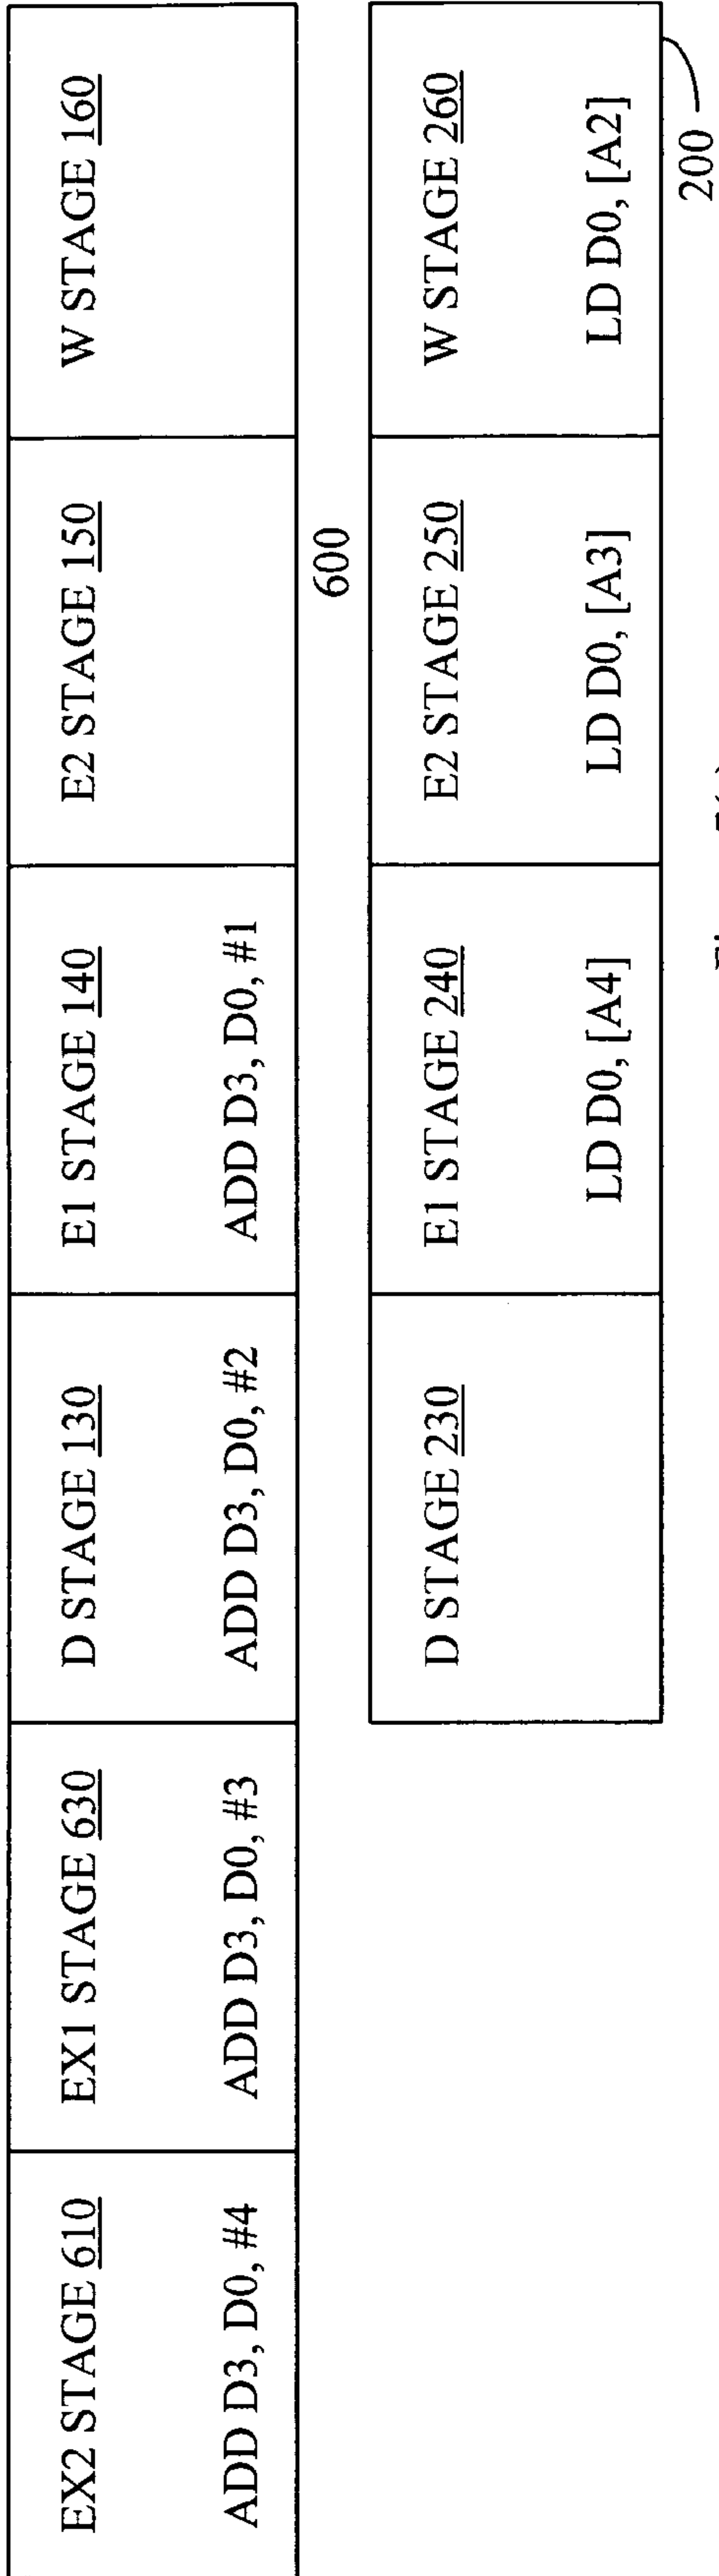 EX2 STAGE 610
ADD D3, D0, #4
EX1 STAGE 630
ADD D3, D0, #3
D STAGE 130
ADD D3, D0, #2
E1 STAGE 140
ADD D3, D0, #1
E2 STAGE 150
W STAGE 160
600
D STAGE 230
E1 STAGE 240
LD D0, [A4]
E2 STAGE 250
LD D0, [A3]
W STAGE 260
LD D0, [A2]
200